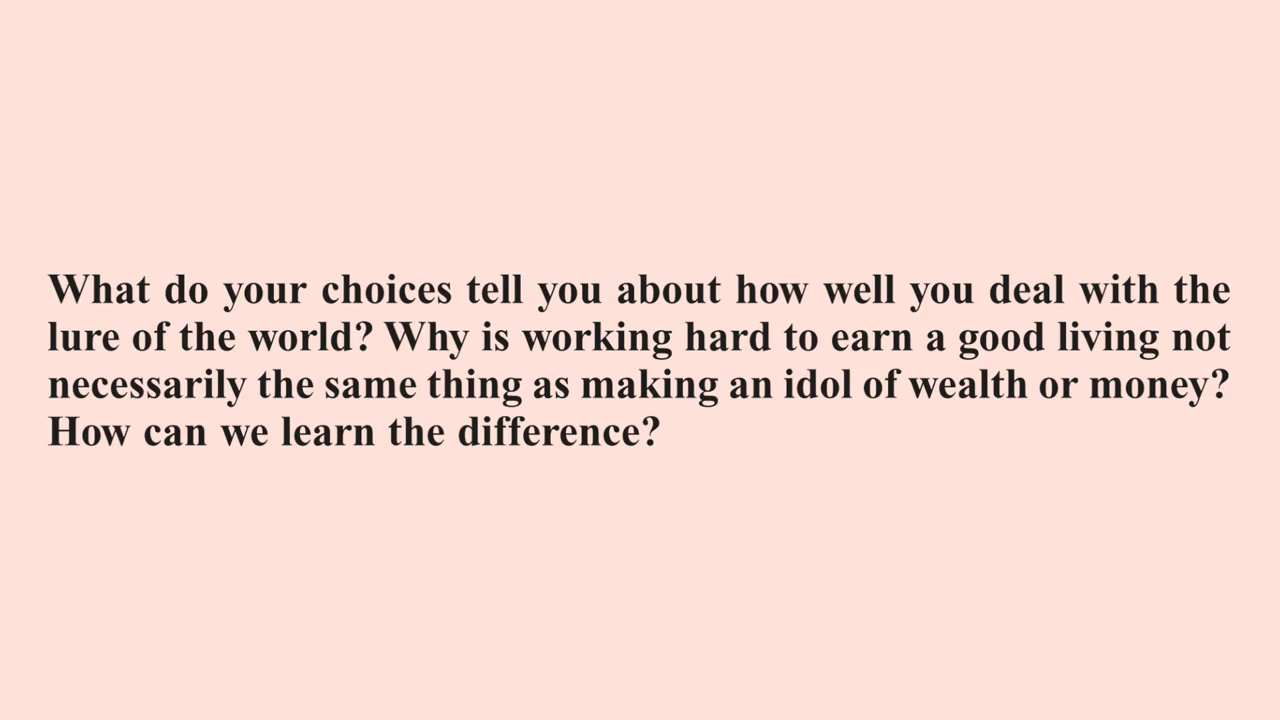 What do your choices tell you about how well you deal with the
lure of the world? Why is working hard to earn a good living not
necessarily the same thing as making an idol of wealth or money?
How can we learn the difference?